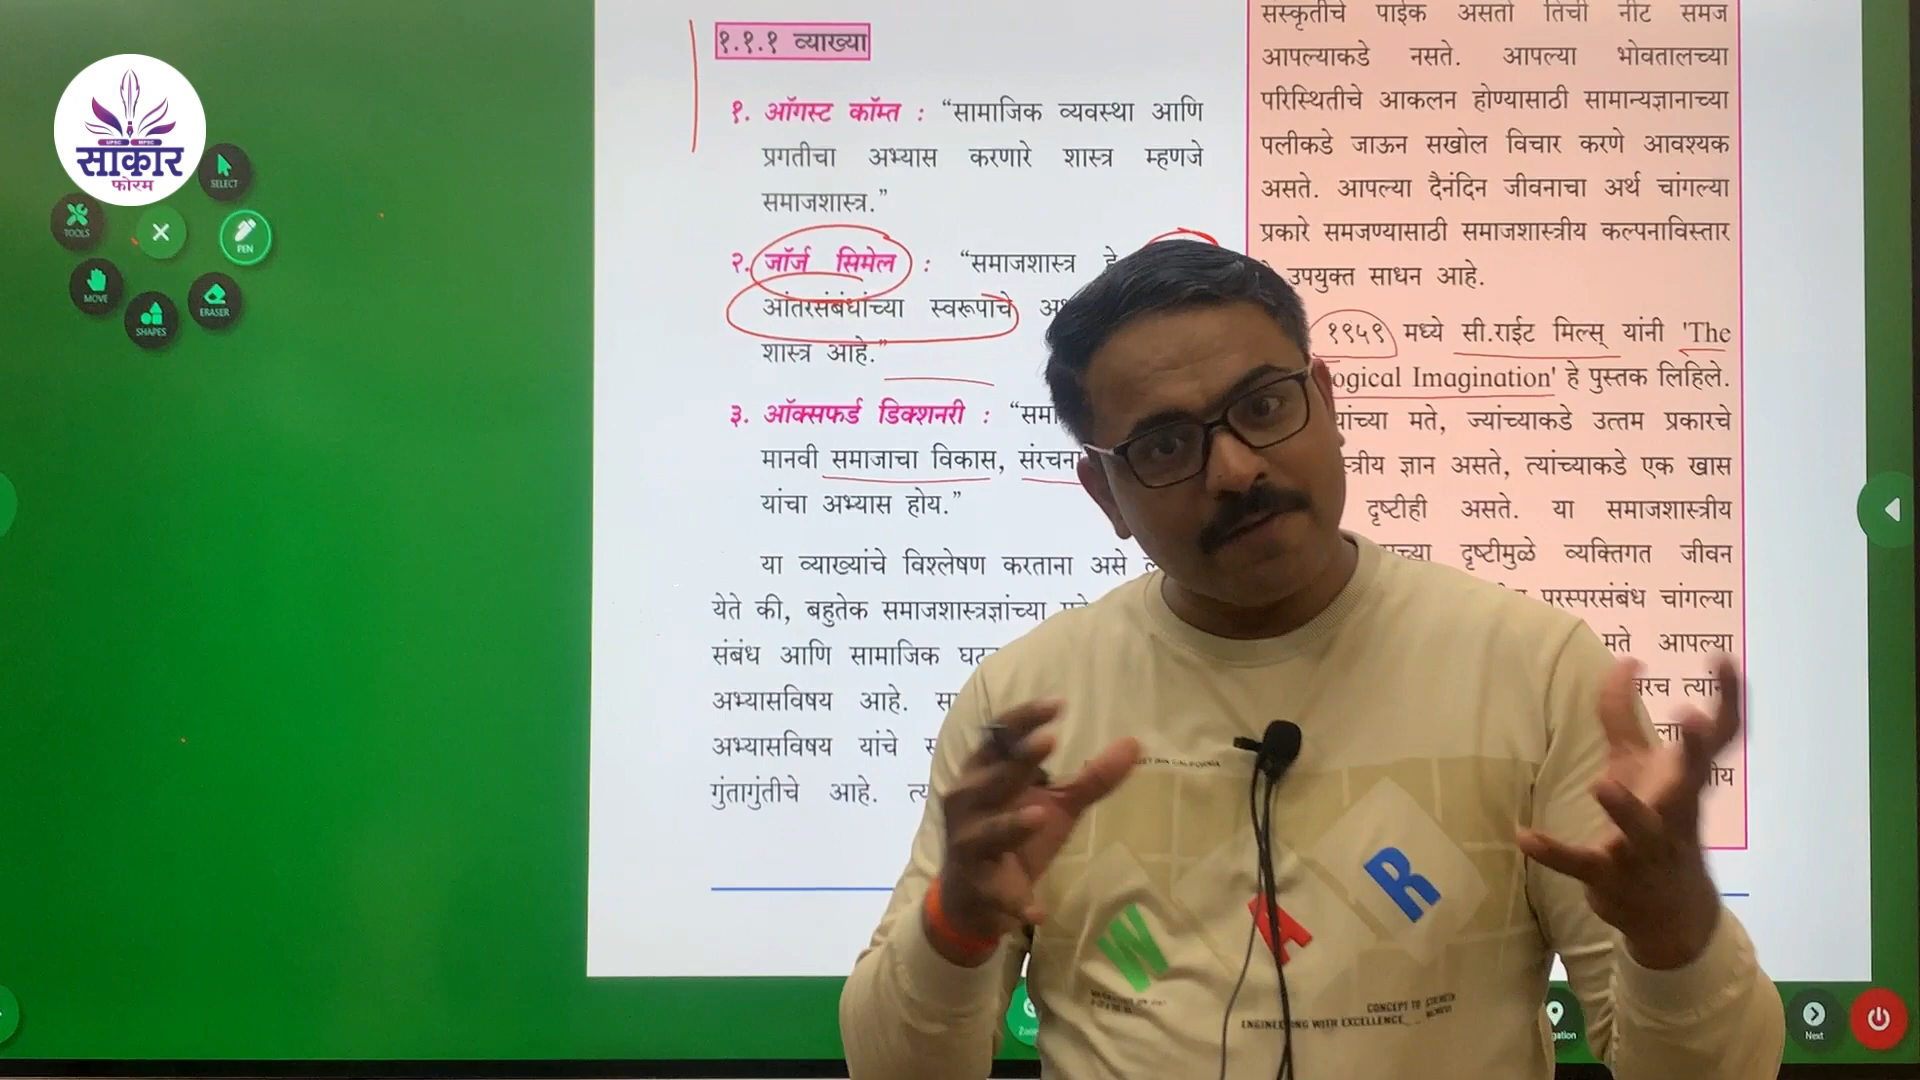 साकार
फोरम
UPSC MPSC
SELECT
TOOLS
PEN
MOVE
SHAPES
ERASER
१.१.१ व्याख्या
१. ऑगस्ट कॉम्त : “सामाजिक व्यवस्था आणि
प्रगतीचा अभ्यास करणारे शास्त्र म्हणजे
समाजशास्त्र.”
२. जॉर्ज सिमेल : “समाजशास्त्र हे
आंतरसंबंधांच्या स्वरूपाचे
शास्त्र आहे.”
३. ऑक्सफर्ड डिक्शनरी :
मानवी समाजाचा विकास, संरचना
यांचा अभ्यास होय.”
या व्याख्यांचे विश्लेषण करताना असे
येते की, बहुतेक समाजशास्त्रज्ञांच्या
संबंध आणि सामाजिक
अभ्यासविषय आहे.
अभ्यासविषय यांचे
गुंतागुंतीचे आहे.
संस्कृतीचे पाईक असतो तिची नीट समज
आपल्याकडे नसते. आपल्या भोवतालच्या
परिस्थितीचे आकलन होण्यासाठी सामान्यज्ञानाच्या
पलीकडे जाऊन सखोल विचार करणे आवश्यक
असते. आपल्या दैनंदिन जीवनाचा अर्थ चांगल्या
प्रकारे समजण्यासाठी समाजशास्त्रीय कल्पनाविस्तार
उपयुक्त साधन आहे.
१९५९ मध्ये सी.राईट मिल्स् यांनी 'The
Imagination' हे पुस्तक लिहिले.
मते, ज्यांच्याकडे उत्तम प्रकारचे
ज्ञान असते, त्यांच्याकडे एक खास
दृष्टीही असते. या समाजशास्त्रीय
दृष्टीमुळे व्यक्तिगत जीवन
परस्परसंबंध चांगल्या
मते आपल्या
W A R
CONCEPT TO
ENGINEERING WITH EXCELLENCE
Next